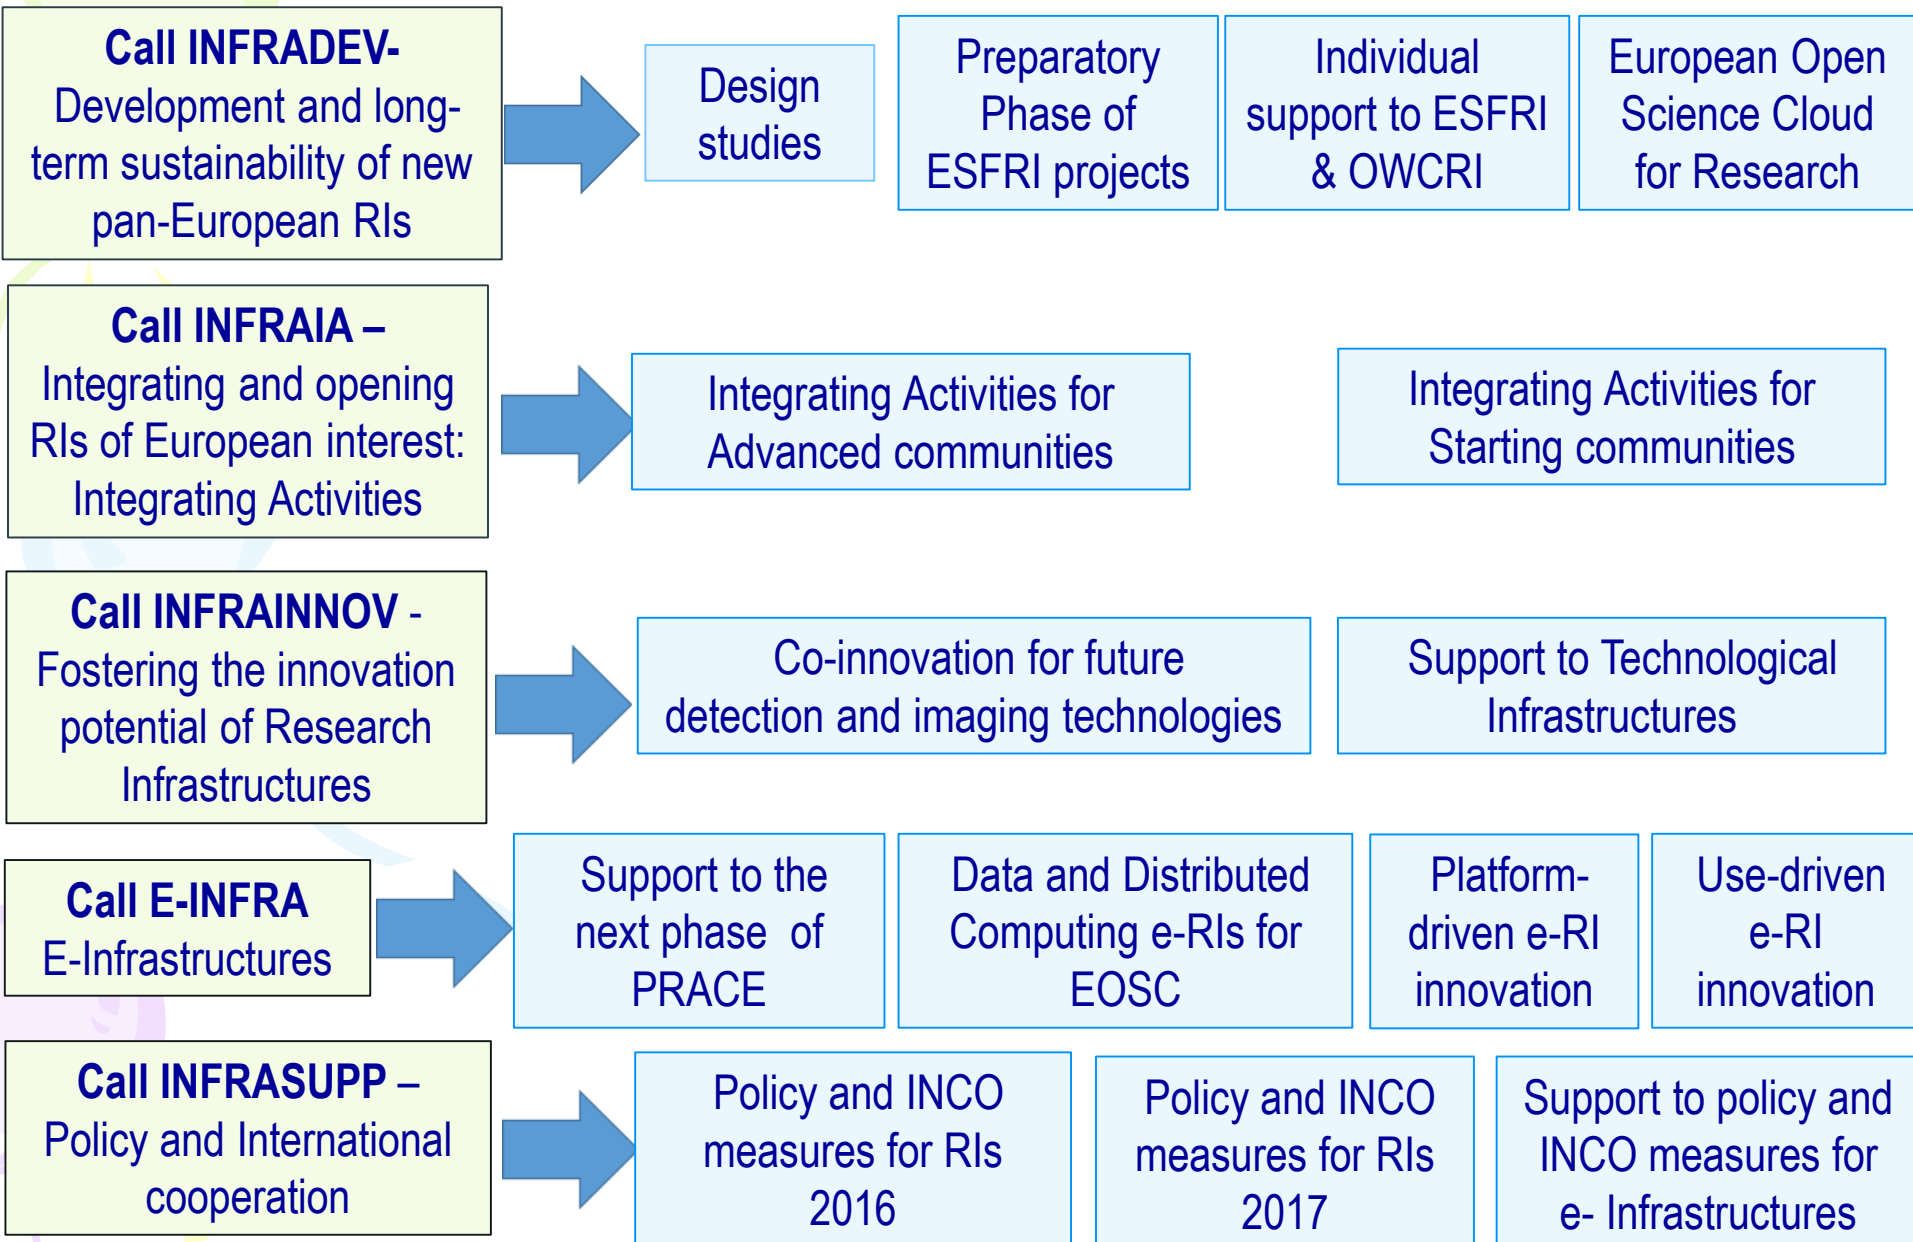 Call INFRADEV-
Development and long-
term sustainability of new
pan-European RIs
Design
studies
Preparatory
Phase of
ESFRI projects
Individual
support to ESFRI
& OWCRI
European Open
Science Cloud
for Research
Call INFRAIA –
Integrating and opening
RIs of European interest:
Integrating Activities
Integrating Activities for
Advanced communities
Integrating Activities for
Starting communities
Call INFRAINNOV -
Fostering the innovation
potential of Research
Infrastructures
Co-innovation for future
detection and imaging technologies
Support to Technological
Infrastructures
Call E-INFRA
E-Infrastructures
Support to the
next phase of
PRACE
Data and Distributed
Computing e-RIs for
EOSC
Platform-
driven e-RI
innovation
Use-driven
e-RI
innovation
Call INFRASUPP –
Policy and International
cooperation
Policy and INCO
measures for RIs
2016
Policy and INCO
measures for RIs
2017
Support to policy and
INCO measures for
e- Infrastructures